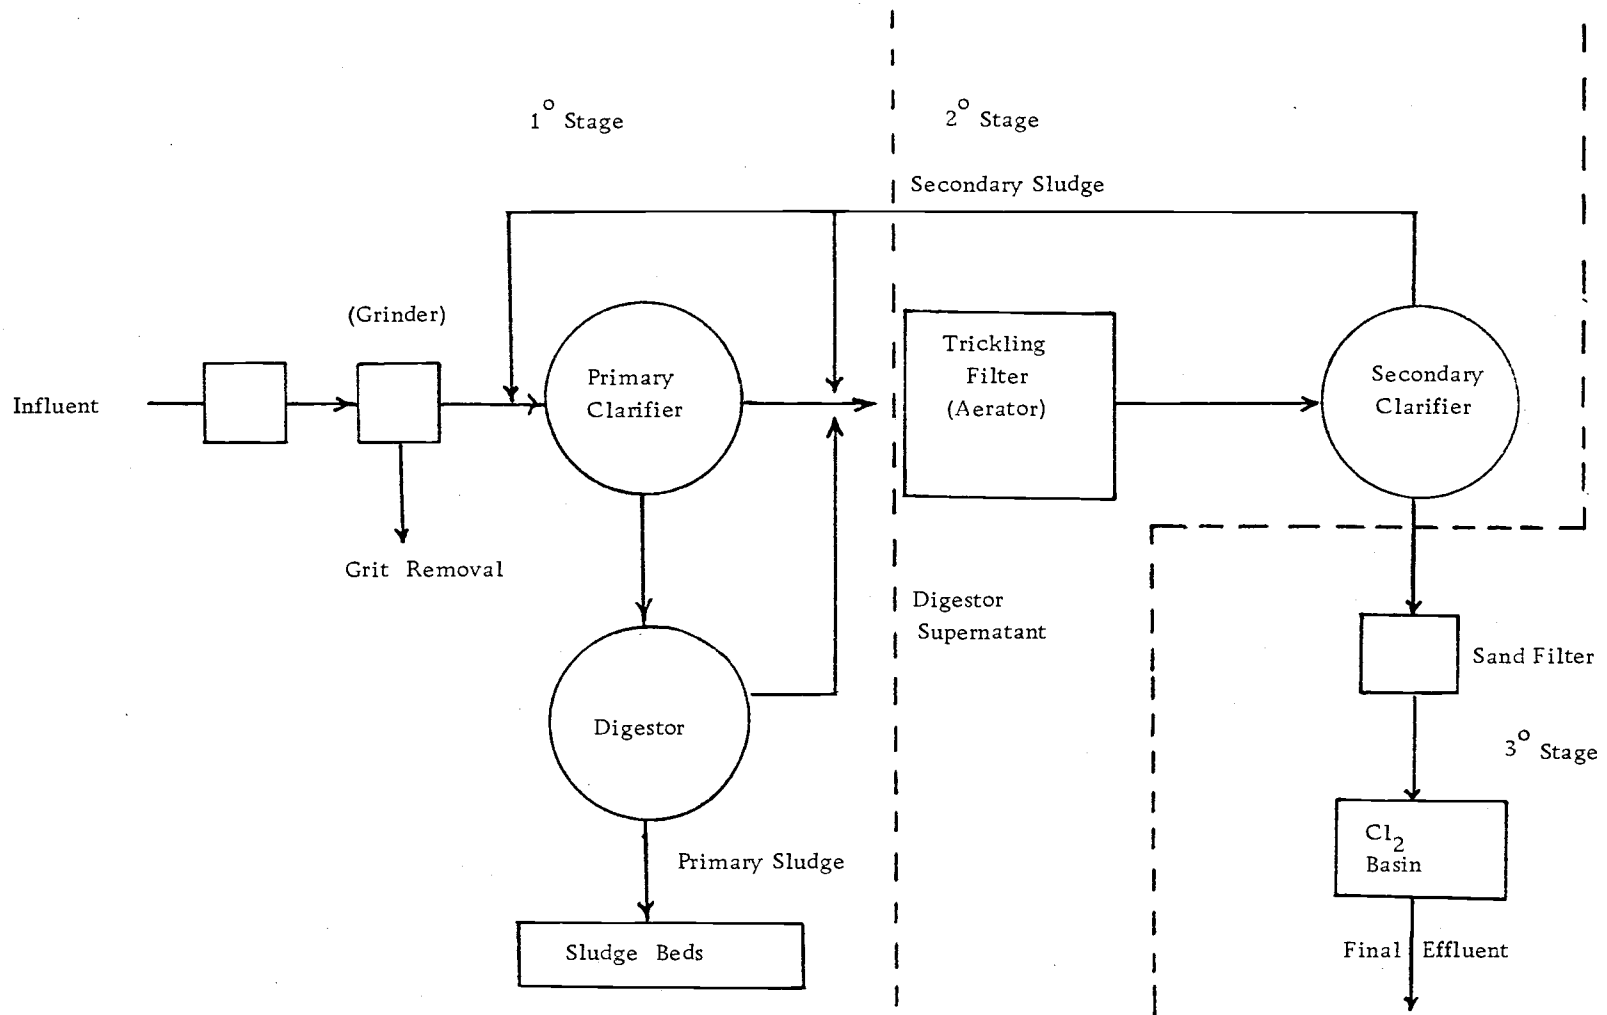 1° Stage
2° Stage
Secondary Sludge
(Grinder)
Influent
Primary
Clarifier
Trickling
Filter
(Aerator)
Secondary
Clarifier
Grit Removal
Digestor
Supernatant
Sand Filter
Digestor
3° Stage
Primary Sludge
Cl₂
Basin
Sludge Beds
Final Effluent